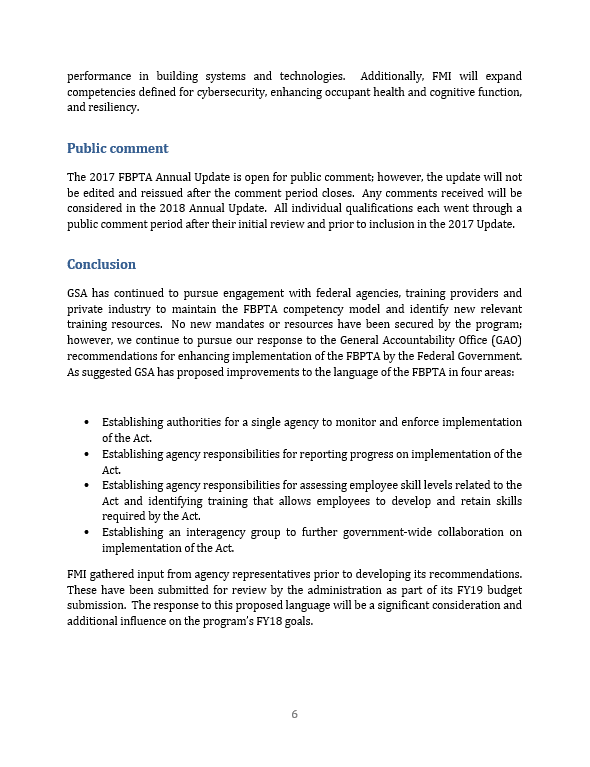 performance in building systems and technologies.  Additionally, FMI will expand
competencies defined for cybersecurity, enhancing occupant health and cognitive function,
and resiliency.
Public comment
The 2017 FBPTA Annual Update is open for public comment; however, the update will not
be edited and reissued after the comment period closes.  Any comments received will be
considered in the 2018 Annual Update.  All individual qualifications each went through a
public comment period after their initial review and prior to inclusion in the 2017 Update.
Conclusion
GSA has continued to pursue engagement with federal agencies, training providers and
private industry to maintain the FBPTA competency model and identify new relevant
training resources.  No new mandates or resources have been secured by the program;
however, we continue to pursue our response to the General Accountability Office (GAO)
recommendations for enhancing implementation of the FBPTA by the Federal Government.
As suggested GSA has proposed improvements to the language of the FBPTA in four areas:
• Establishing authorities for a single agency to monitor and enforce implementation
of the Act.
• Establishing agency responsibilities for reporting progress on implementation of the
Act.
• Establishing agency responsibilities for assessing employee skill levels related to the
Act and identifying training that allows employees to develop and retain skills
required by the Act.
• Establishing an interagency group to further government-wide collaboration on
implementation of the Act.
FMI gathered input from agency representatives prior to developing its recommendations.
These have been submitted for review by the administration as part of its FY19 budget
submission.  The response to this proposed language will be a significant consideration and
additional influence on the program's FY18 goals.
6